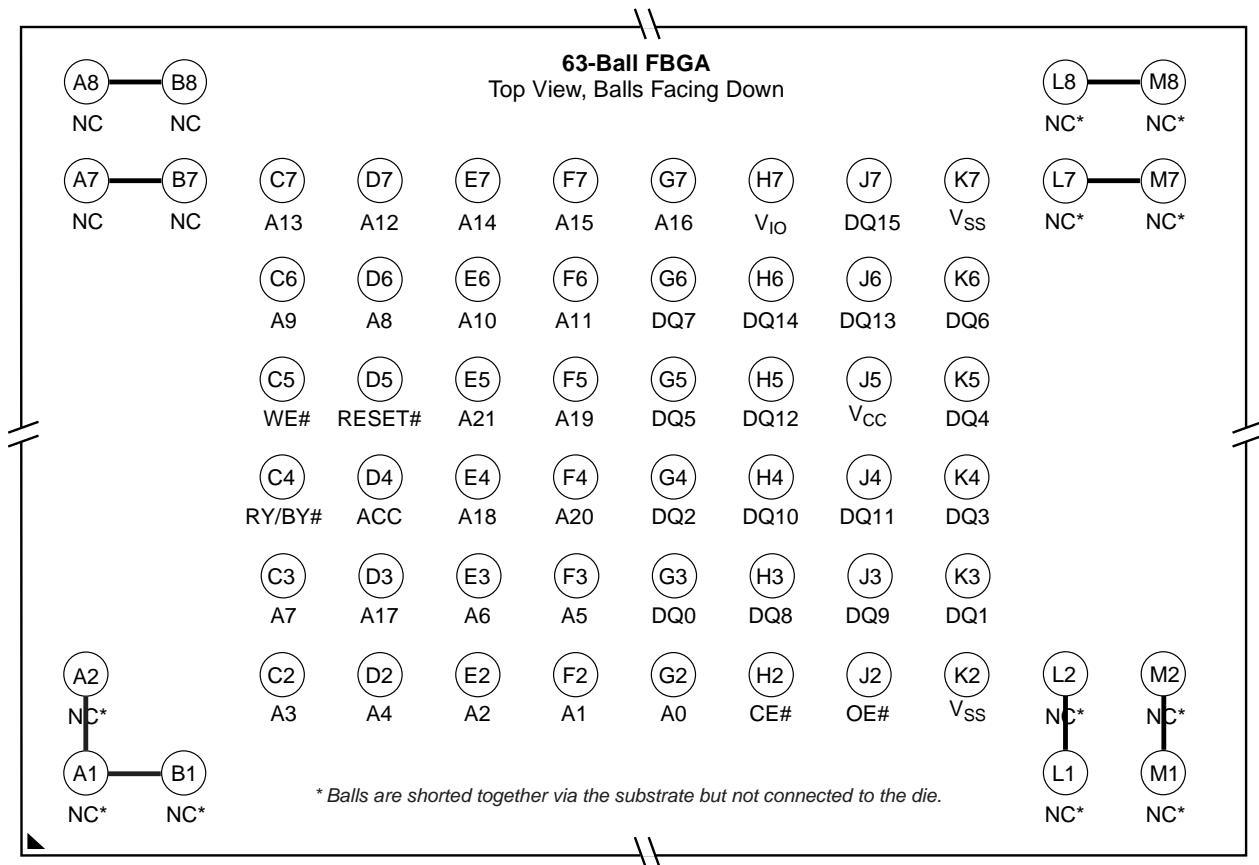 63-Ball FBGA
Top View, Balls Facing Down
A8 B8 L8 M8
NC NC NC* NC*
A7 B7 C7 D7 E7 F7 G7 H7 J7 K7 L7 M7
NC NC A13 A12 A14 A15 A16 VIO DQ15 VSS NC* NC*
C6 D6 E6 F6 G6 H6 J6 K6
A9 A8 A10 A11 DQ7 DQ14 DQ13 DQ6
C5 D5 E5 F5 G5 H5 J5 K5
WE# RESET# A21 A19 DQ5 DQ12 VCC DQ4
C4 D4 E4 F4 G4 H4 J4 K4
RY/BY# ACC A18 A20 DQ2 DQ10 DQ11 DQ3
C3 D3 E3 F3 G3 H3 J3 K3
A7 A17 A6 A5 DQ0 DQ8 DQ9 DQ1
A2 C2 D2 E2 F2 G2 H2 J2 K2 L2 M2
NC* A3 A4 A2 A1 A0 CE# OE# VSS NC* NC*
A1 B1 L1 M1
NC* NC* NC* NC*
* Balls are shorted together via the substrate but not connected to the die.